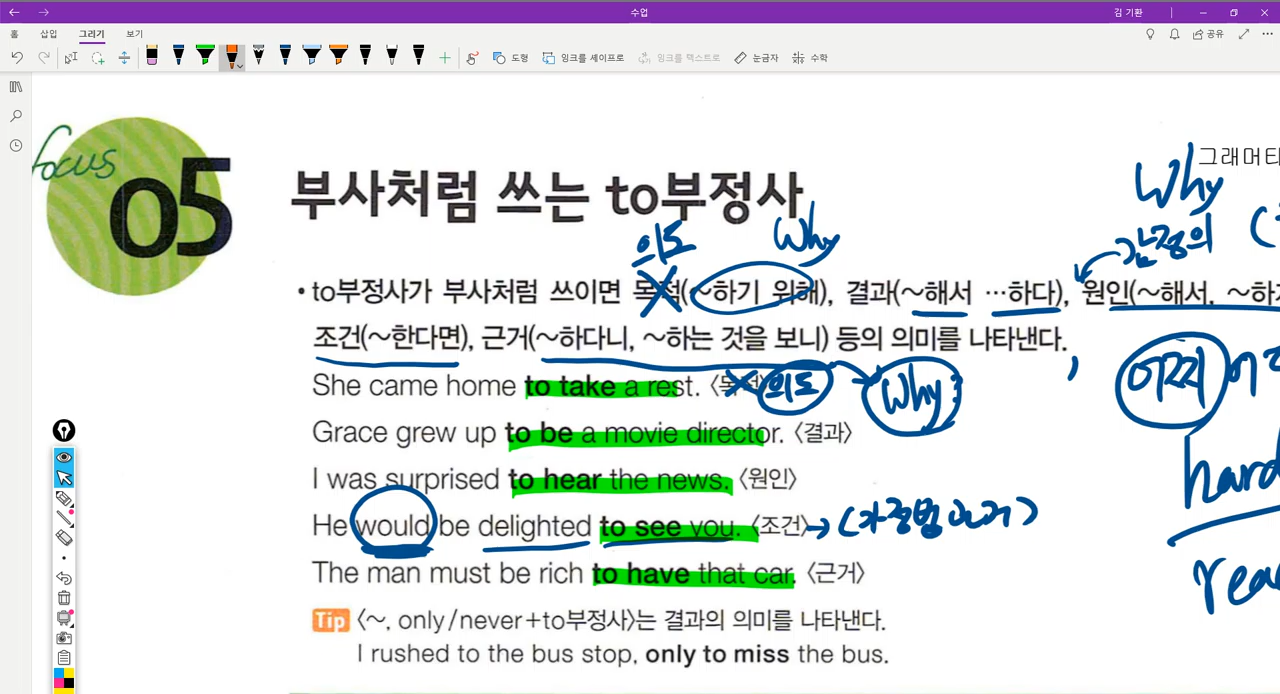 수업
김 기환
홈 삽입 그리기 보기
공유
도형 잉크를 셰이프로 잉크를 텍스트로 눈금자 수학
focus
05
그래머타
Why
부사처럼 쓰는 to부정사
의도 Why
감정의
• to부정사가 부사처럼 쓰이면 목적(~하기 위해), 결과(~해서 …하다), 원인(~해서, ~하
조건(~한다면), 근거(~하다니, ~하는 것을 보니) 등의 의미를 나타낸다.
She came home to take a rest. <목적> 의도 Why
Grace grew up to be a movie director. <결과>
I was surprised to hear the news. <원인>
hard
He would be delighted to see you. <조건>
The man must be rich to have that car. <근거>
Tip <~, only/never+to부정사>는 결과의 의미를 나타낸다.
I rushed to the bus stop, only to miss the bus.